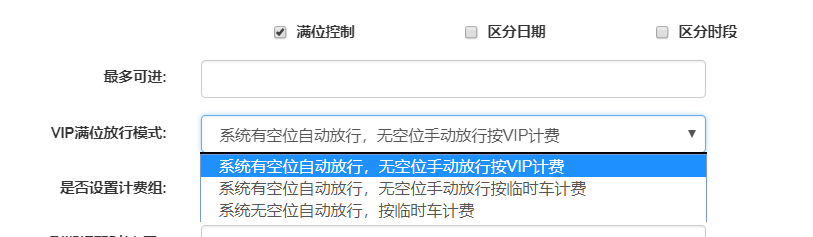 满位控制 区分日期 区分时段
最多可进:
VIP满位放行模式: 系统有空位自动放行，无空位手动放行按VIP计费
系统有空位自动放行，无空位手动放行按VIP计费
是否设置计费组: 系统有空位自动放行，无空位手动放行按临时车计费
系统无空位自动放行，按临时车计费